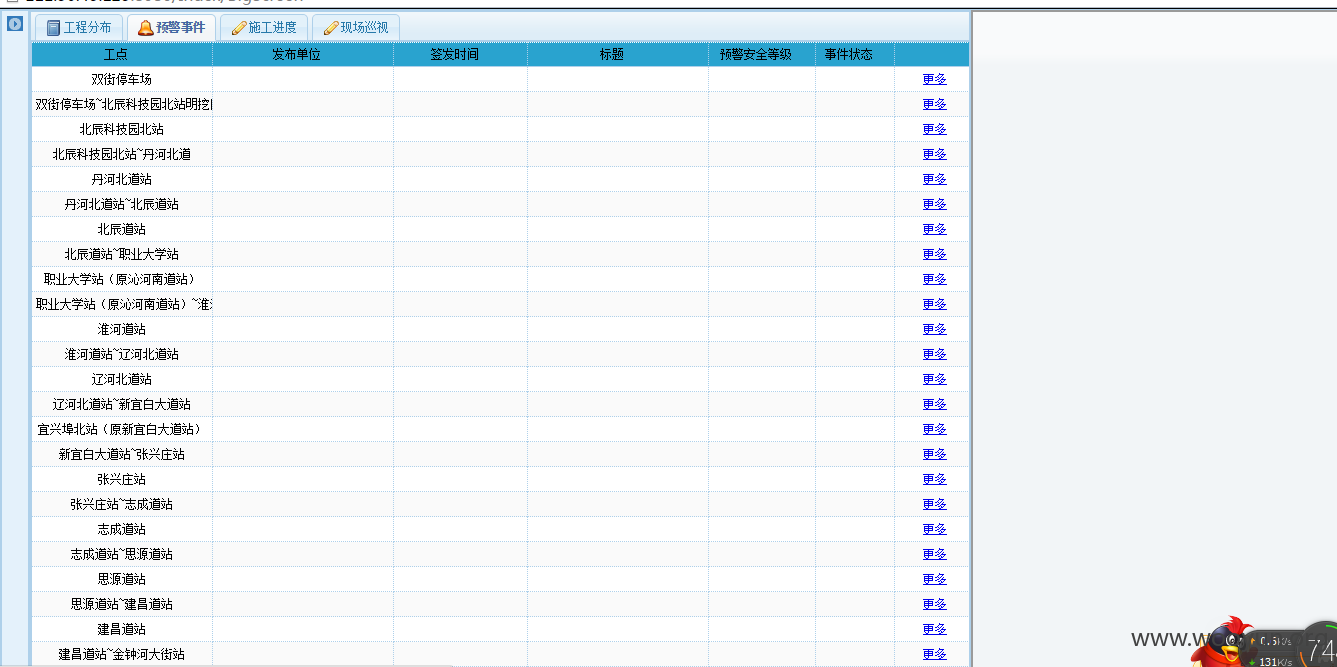 工程分布 预警事件 施工进度 现场巡视
工点 发布单位 签发时间 标题 预警安全等级 事件状态
双街停车场 更多
双街停车场~北辰科技园北站明挖 更多
北辰科技园北站 更多
北辰科技园北站~丹河北道 更多
丹河北道站 更多
丹河北道站~北辰道站 更多
北辰道站 更多
北辰道站~职业大学站 更多
职业大学站（原沁河南道站） 更多
职业大学站（原沁河南道站）~淮 更多
淮河道站 更多
淮河道站~辽河北道站 更多
辽河北道站 更多
辽河北道站~新宜白大道站 更多
宜兴埠北站（原新宜白大道站） 更多
新宜白大道站~张兴庄站 更多
张兴庄站 更多
张兴庄站~志成道站 更多
志成道站 更多
志成道站~思源道站 更多
思源道站 更多
思源道站~建昌道站 更多
建昌道站 更多
建昌道站~金钟河大街站 更多
0.5K/s
131K/s